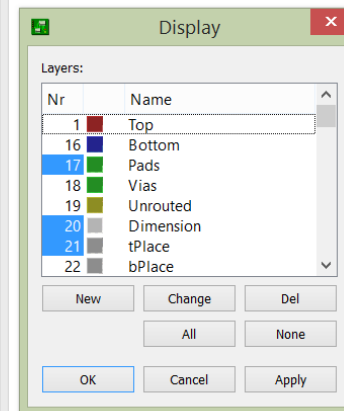 Display
Layers:
Nr Name
1 Top
16 Bottom
17 Pads
18 Vias
19 Unrouted
20 Dimension
21 tPlace
22 bPlace
New Change Del
All None
OK Cancel Apply